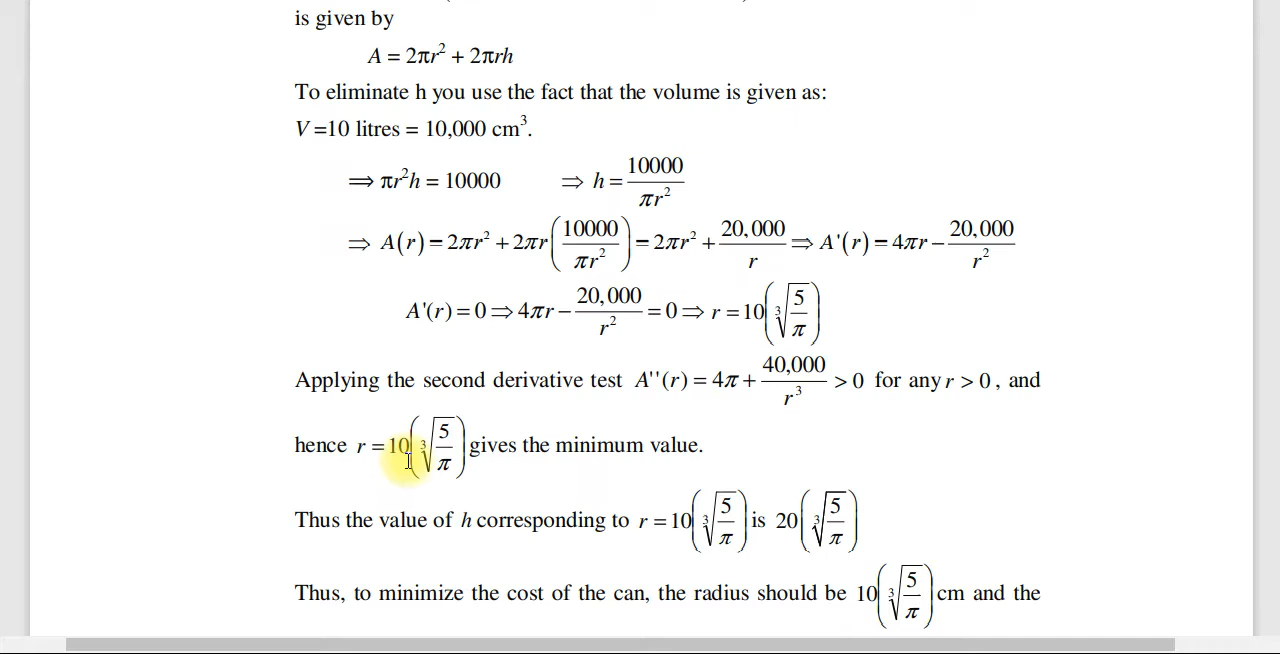 is given by
A = 2πr² + 2πrh
To eliminate h you use the fact that the volume is given as:
V =10 litres = 10,000 cm³.
⇒ πr²h = 10000 ⇒ h = 10000/πr²
⇒ A(r) = 2πr² + 2πr(10000/πr²) = 2πr² + 20,000/r ⇒ A'(r) = 4πr − 20,000/r²
A'(r) = 0 ⇒ 4πr − 20,000/r² = 0 ⇒ r = 10(∛(5/π))
Applying the second derivative test A''(r) = 4π + 40,000/r³ > 0 for any r > 0, and
hence r = 10(∛(5/π)) gives the minimum value.
Thus the value of h corresponding to r = 10(∛(5/π)) is 20(∛(5/π))
Thus, to minimize the cost of the can, the radius should be 10(∛(5/π)) cm and the